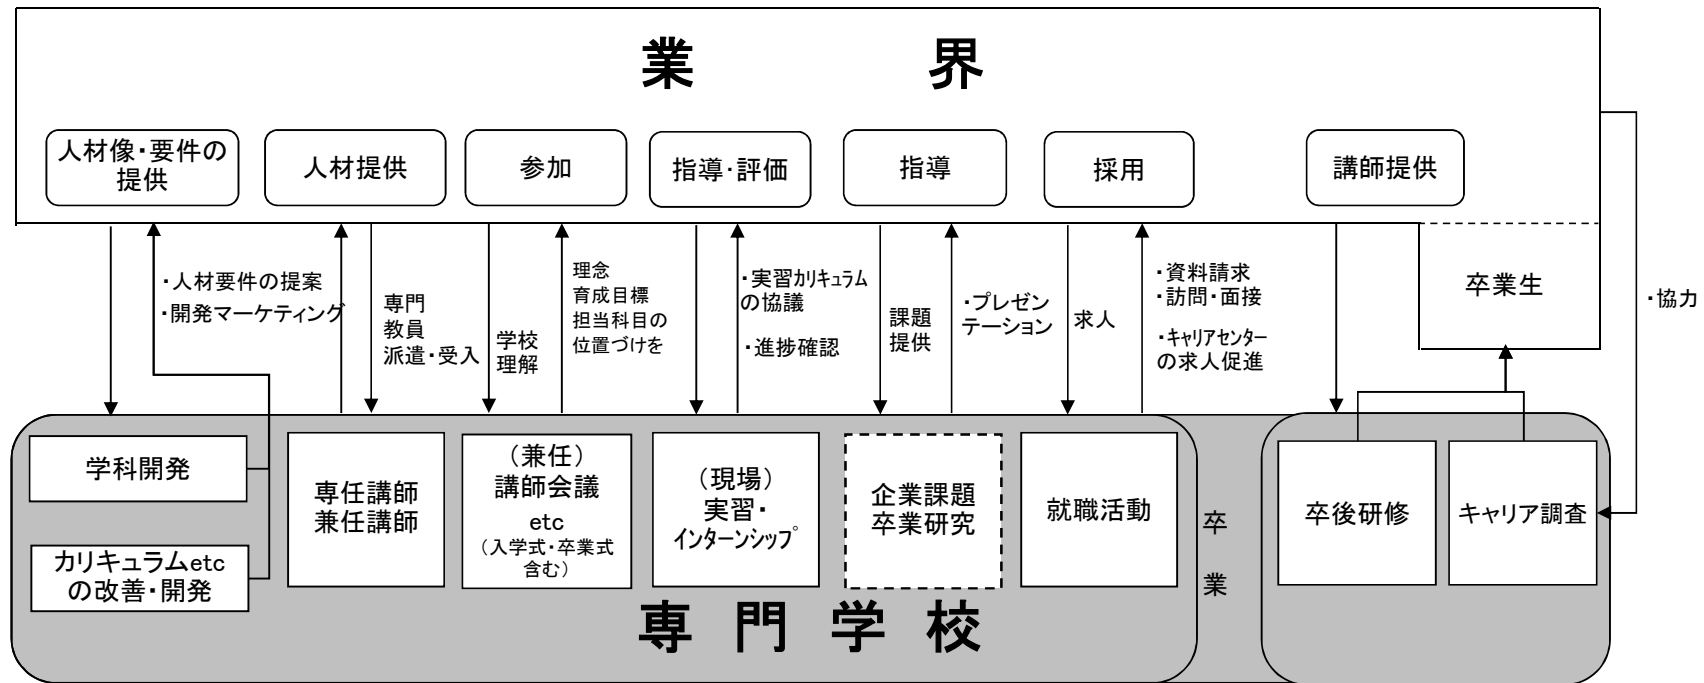 業　界
人材像・要件の
提供
人材提供
参加
指導・評価
指導
採用
講師提供
・人材要件の提案
・開発マーケティング
専門
教員
派遣・受入
学校
理解
理念
育成目標
担当科目の
位置づけを
・実習カリキュラム
の協議
・進捗確認
課題
提供
・プレゼン
テーション
求人
・資料請求
・訪問・面接
・キャリアセンター
の求人促進
卒業生
・協力
学科開発
カリキュラムetc
の改善・開発
専任講師
兼任講師
（兼任）
講師会議
etc
（入学式・卒業式
含む）
（現場）
実習・
インターンシップ
企業課題
卒業研究
就職活動
卒
業
卒後研修
キャリア調査
専 門 学 校